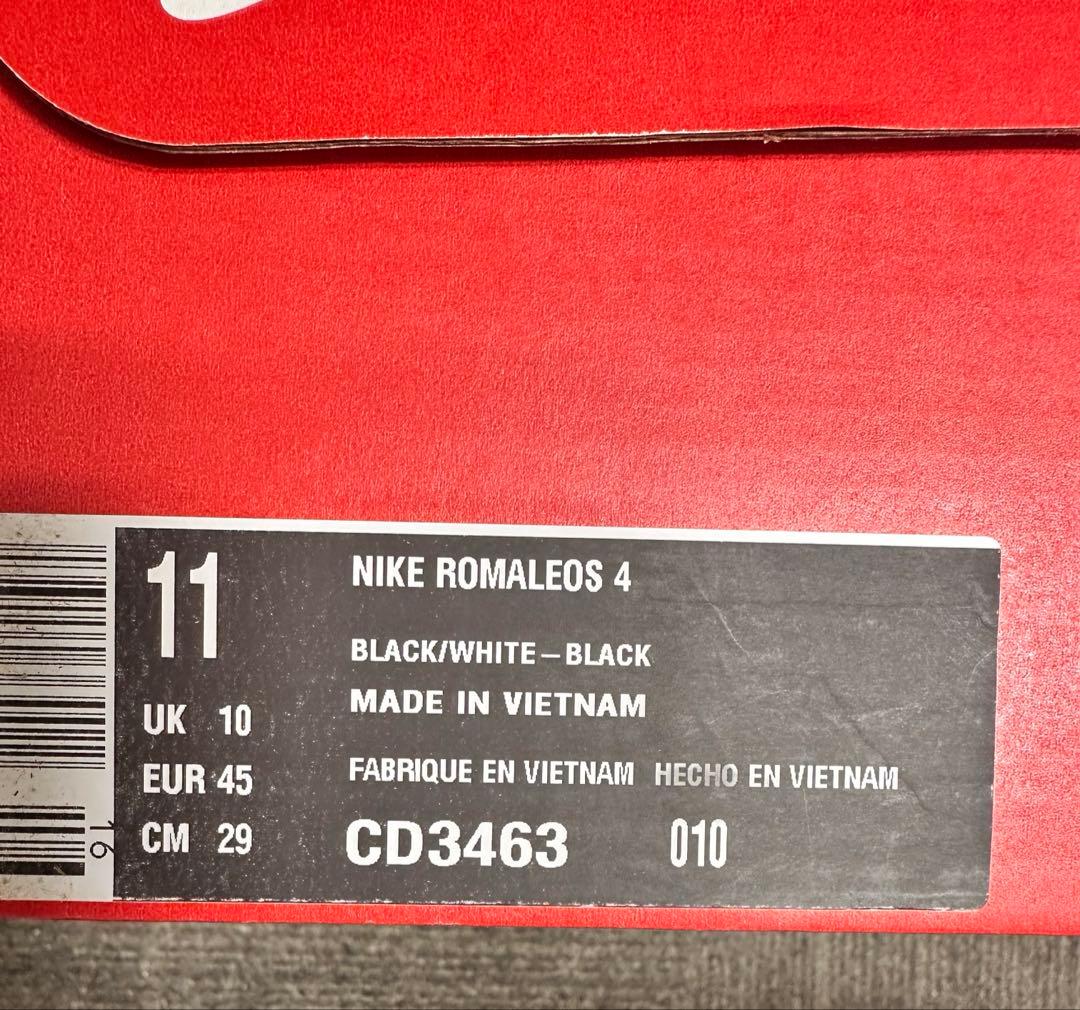 11
NIKE ROMALEOS 4
BLACK/WHITE–BLACK
MADE IN VIETNAM
UK 10
EUR 45
CM 29
FABRIQUE EN VIETNAM HECHO EN VIETNAM
CD3463 010